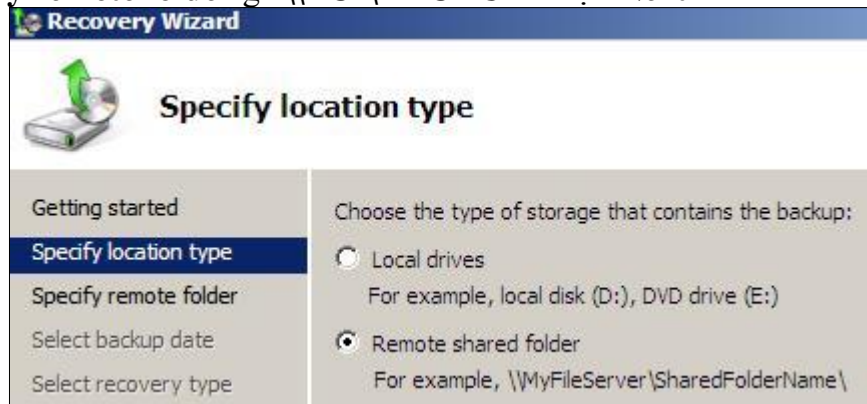 Recovery Wizard
Specify location type
Getting started
Specify location type
Specify remote folder
Select backup date
Select recovery type
Choose the type of storage that contains the backup:
Local drives
For example, local disk (D:), DVD drive (E:)
Remote shared folder
For example, \\MyFileServer\SharedFolderName\